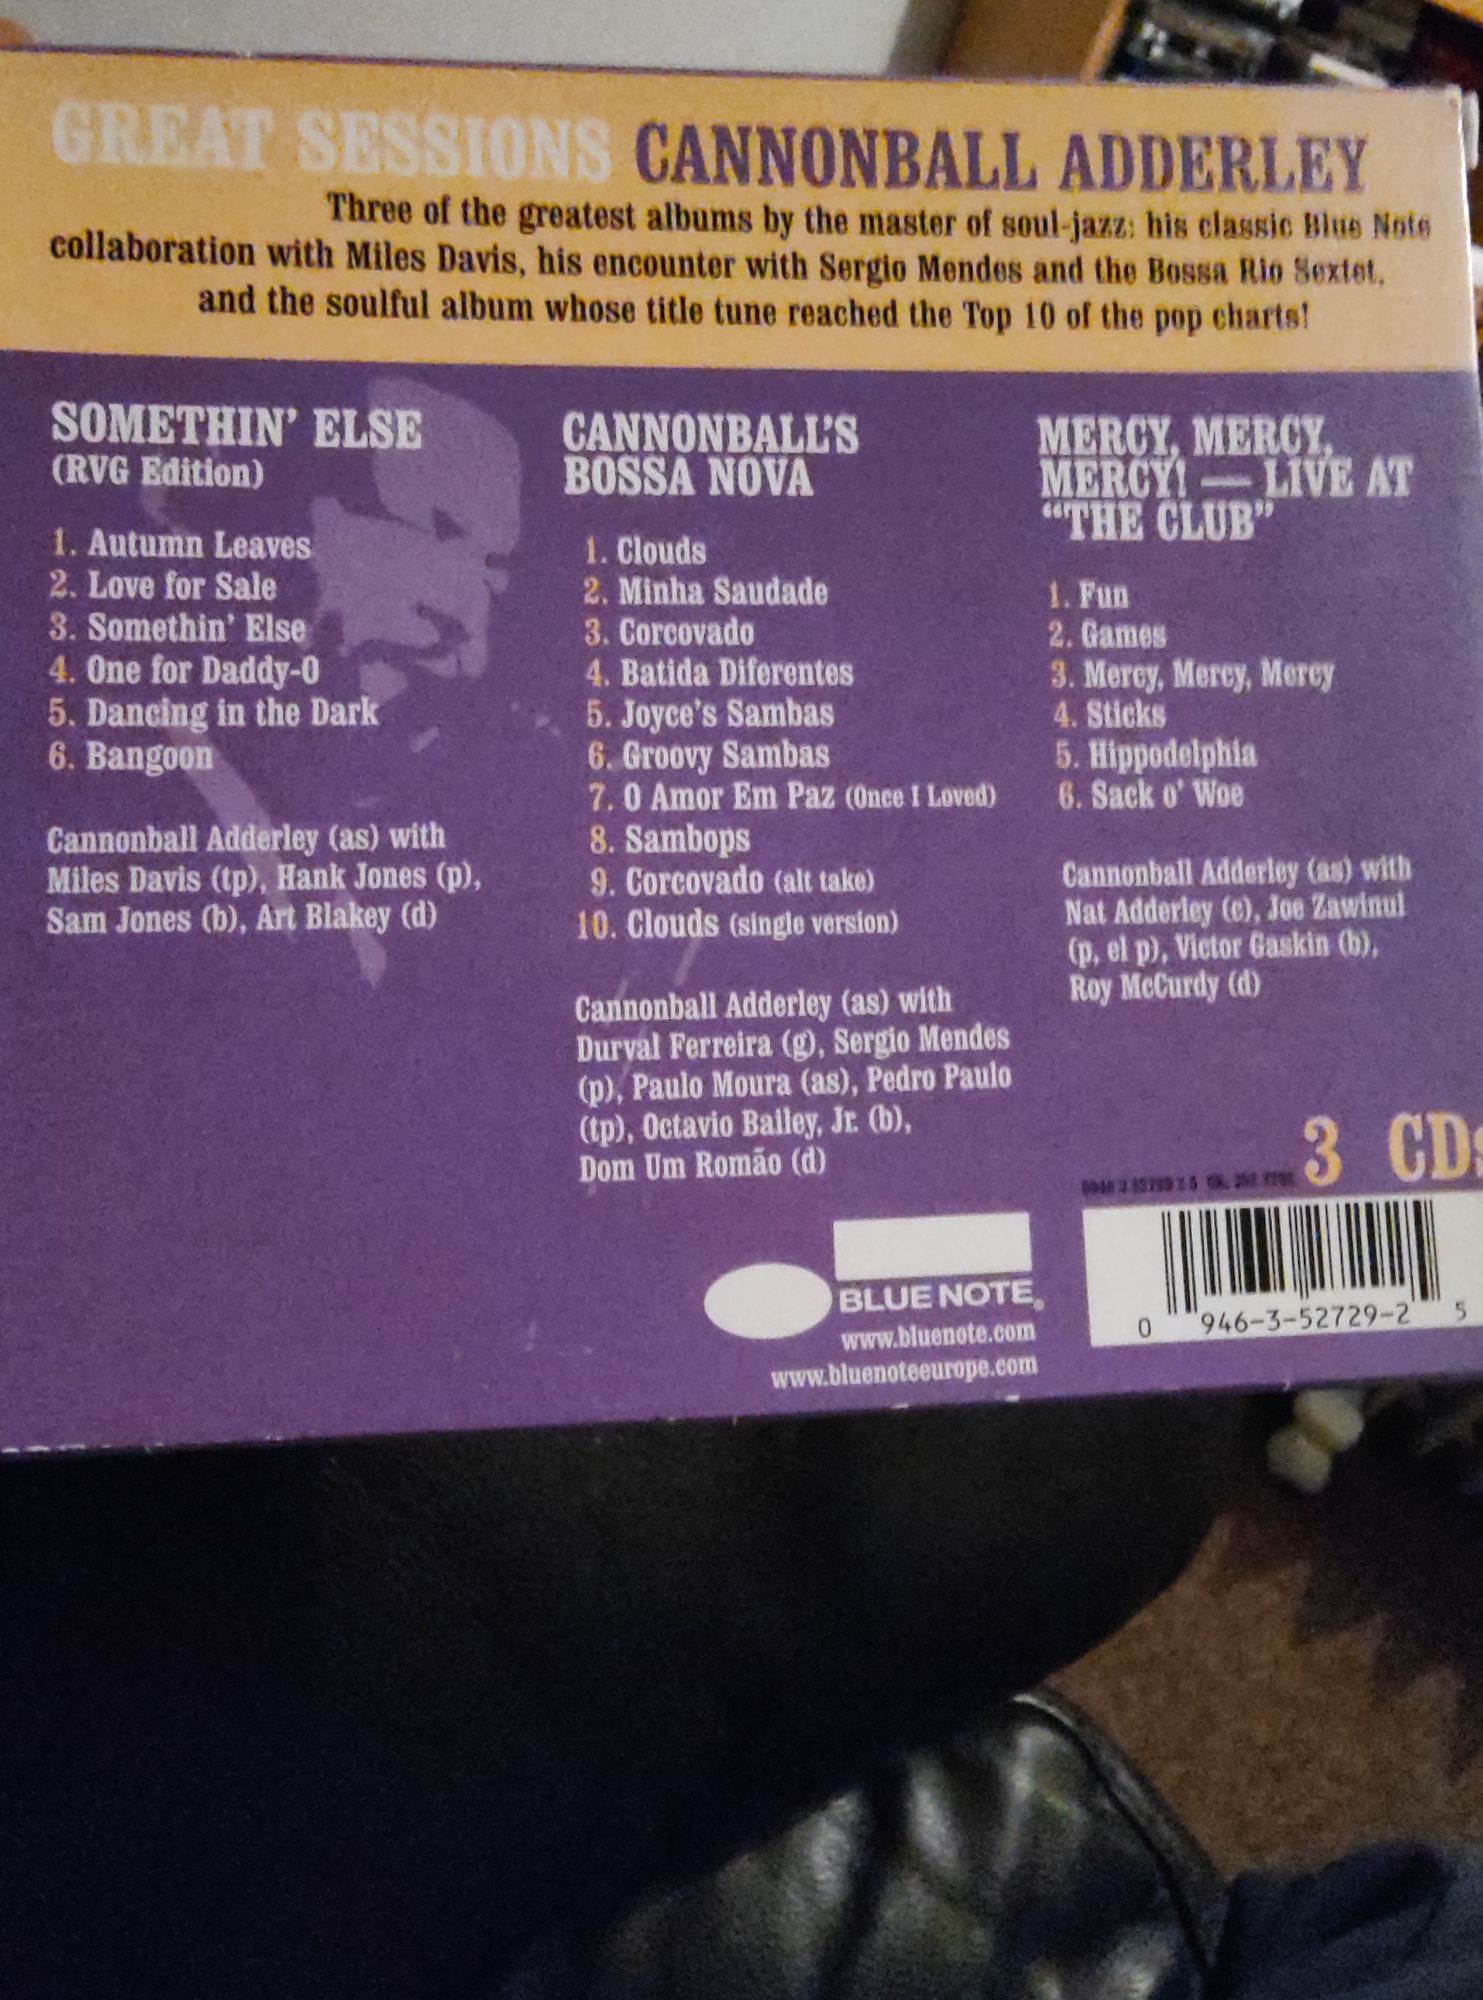 GREAT SESSIONS CANNONBALL ADDERLEY
Three of the greatest albums by the master of soul-jazz: his classic Blue Note
collaboration with Miles Davis, his encounter with Sergio Mendes and the Bossa Rio Sextet,
and the soulful album whose title tune reached the Top 10 of the pop charts!
SOMETHIN' ELSE
(RVG Edition)
1. Autumn Leaves
2. Love for Sale
3. Somethin' Else
4. One for Daddy-O
5. Dancing in the Dark
6. Bangoon
Cannonball Adderley (as) with
Miles Davis (tp), Hank Jones (p),
Sam Jones (b), Art Blakey (d)
CANNONBALL'S
BOSSA NOVA
1. Clouds
2. Minha Saudade
3. Corcovado
4. Batida Diferentes
5. Joyce's Sambas
6. Groovy Sambas
7. O Amor Em Paz (Once I Loved)
8. Sambops
9. Corcovado (alt take)
10. Clouds (single version)
Cannonball Adderley (as) with
Durval Ferreira (g), Sergio Mendes
(p), Paulo Moura (as), Pedro Paulo
(tp), Octavio Bailey, Jr. (b),
Dom Um Romão (d)
MERCY, MERCY,
MERCY! — LIVE AT
"THE CLUB"
1. Fun
2. Games
3. Mercy, Mercy, Mercy
4. Sticks
5. Hippodelphia
6. Sack o' Woe
Cannonball Adderley (as) with
Nat Adderley (c), Joe Zawinul
(p, el p), Victor Gaskin (b),
Roy McCurdy (d)
3 CDs
0 946-3-52729-2 5
BLUE NOTE®
www.bluenote.com
www.bluenoteeurope.com